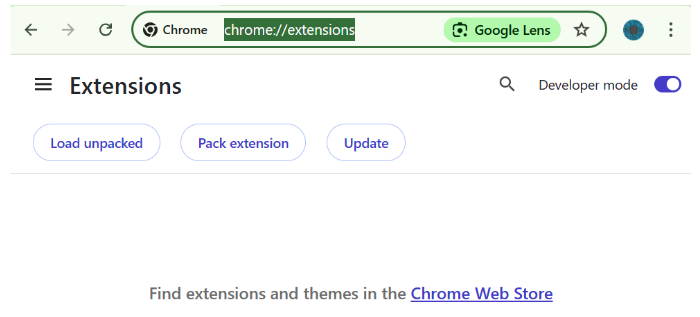 Chrome chrome://extensions Google Lens
Extensions Developer mode
Load unpacked Pack extension Update
Find extensions and themes in the Chrome Web Store